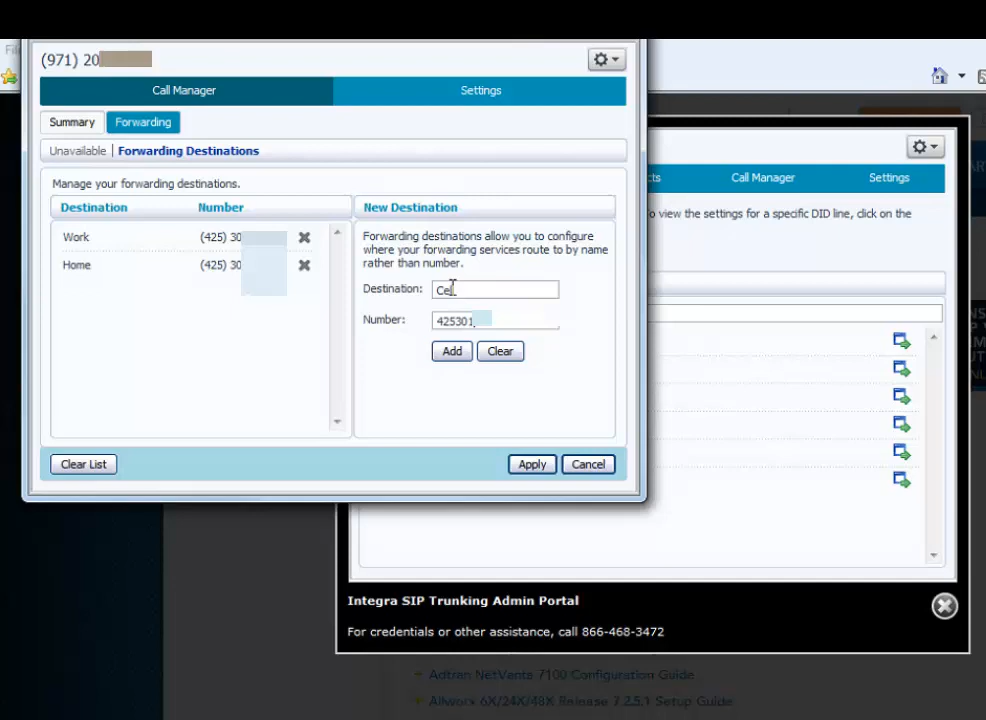 (971) 20
Call Manager
Settings
Summary
Forwarding
Unavailable | Forwarding Destinations
Manage your forwarding destinations.
Destination
Number
New Destination
Work
(425) 30
Home
(425) 30
Forwarding destinations allow you to configure
where your forwarding services route to by name
rather than number.
Destination:
Number:
425301
Add
Clear
Clear List
Apply
Cancel
cts
Call Manager
Settings
o view the settings for a specific DID line, click on the
Integra SIP Trunking Admin Portal
For credentials or other assistance, call 866-468-3472
Adtran NetVanta 7100 Configuration Guide
Allworx 6X/24X/48X Release 7.2.5.1 Setup Guide